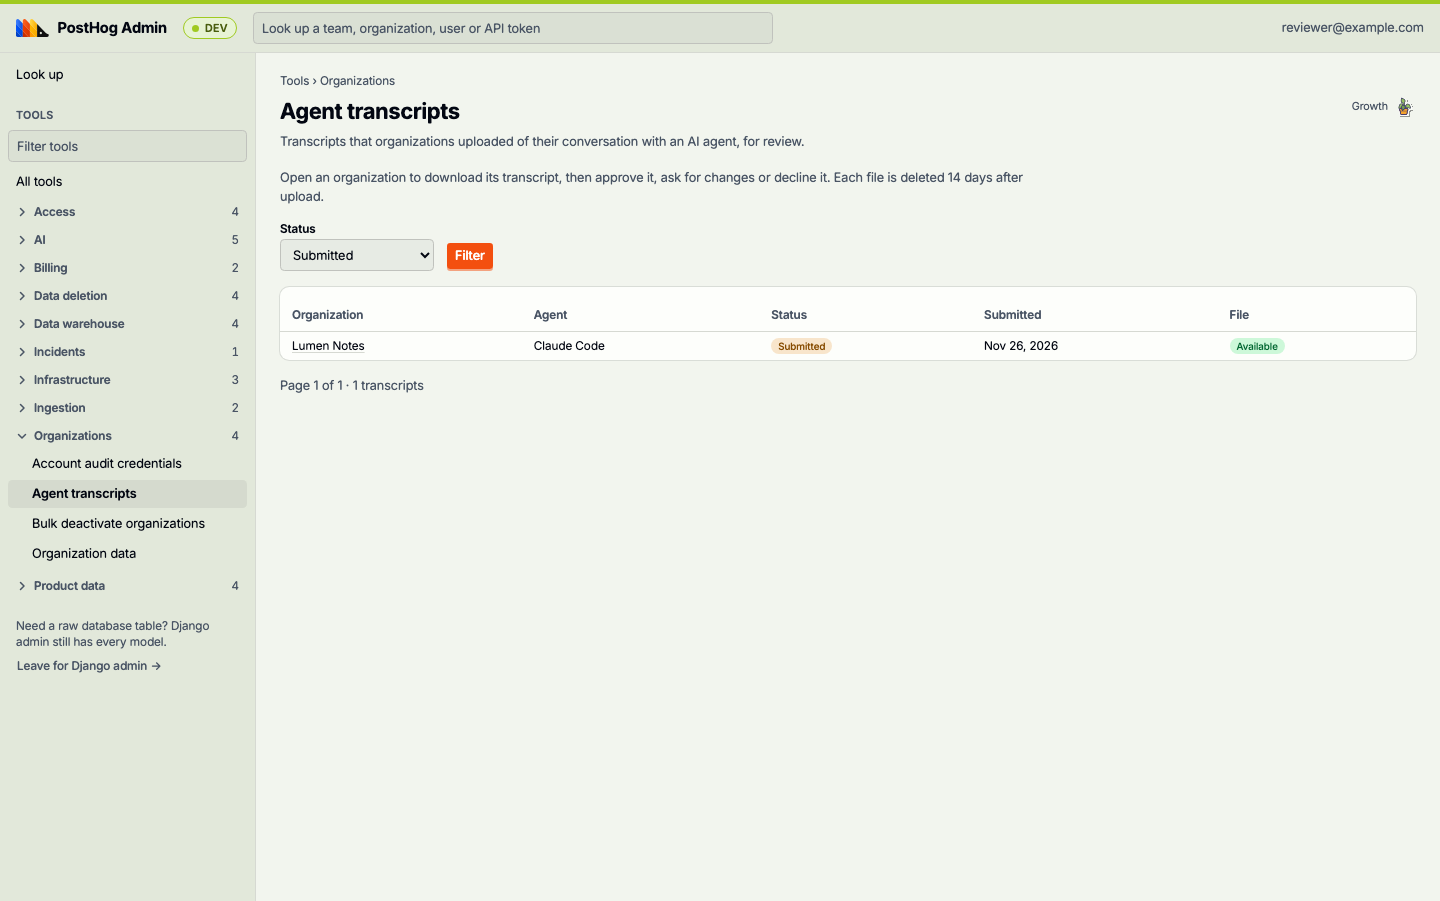 PostHog Admin
DEV
Look up a team, organization, user or API token
reviewer@example.com
Look up
TOOLS
Filter tools
All tools
Access 4
AI 5
Billing 2
Data deletion 4
Data warehouse 4
Incidents 1
Infrastructure 3
Ingestion 2
Organizations 4
Account audit credentials
Agent transcripts
Bulk deactivate organizations
Organization data
Product data 4
Need a raw database table? Django
admin still has every model.
Leave for Django admin →
Tools › Organizations
Agent transcripts
Growth
Transcripts that organizations uploaded of their conversation with an AI agent, for review.
Open an organization to download its transcript, then approve it, ask for changes or decline it. Each file is deleted 14 days after
upload.
Status
Submitted
Filter
Organization Agent Status Submitted File
Lumen Notes Claude Code Submitted Nov 26, 2026 Available
Page 1 of 1 · 1 transcripts